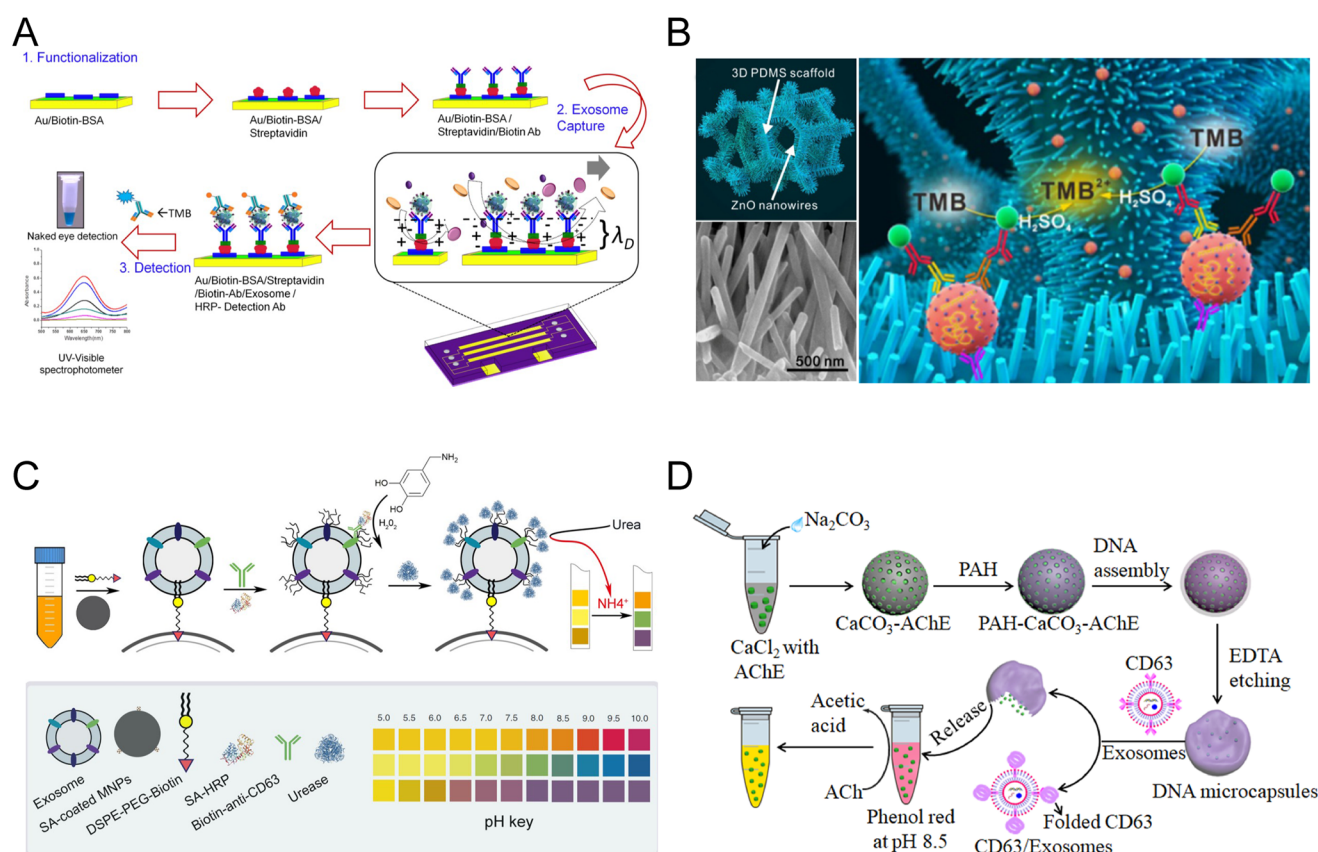 A
1. Functionalization
Au/Biotin-BSA
Au/Biotin-BSA/
Streptavidin
Au/Biotin-BSA /
Streptavidin/Biotin Ab
2. Exosome
Capture
λD
Au/Biotin-BSA/Streptavidin
/Biotin-Ab/Exosome /
HRP- Detection Ab
3. Detection
←TMB
Naked eye detection
Absorbance
Wavelength(nm)
UV-Visible
spectrophotometer
B
3D PDMS scaffold
ZnO nanowires
500 nm
TMB
TMB
TMB2+
H2SO4
H2SO4
C
NH2
HO
HO
H2O2
Urea
NH4+
Exosome
SA-coated MNPs
DSPE-PEG-Biotin
SA-HRP
Biotin-anti-CD63
Urease
5.0 5.5 6.0 6.5 7.0 7.5 8.0 8.5 9.0 9.5 10.0
pH key
D
Na2CO3
CaCl2 with
AChE
CaCO3-AChE
PAH
PAH-CaCO3-AChE
DNA
assembly
EDTA
etching
DNA microcapsules
CD63
Exosomes
Folded CD63
CD63/Exosomes
Release
Phenol red
at pH 8.5
Acetic
acid
ACh